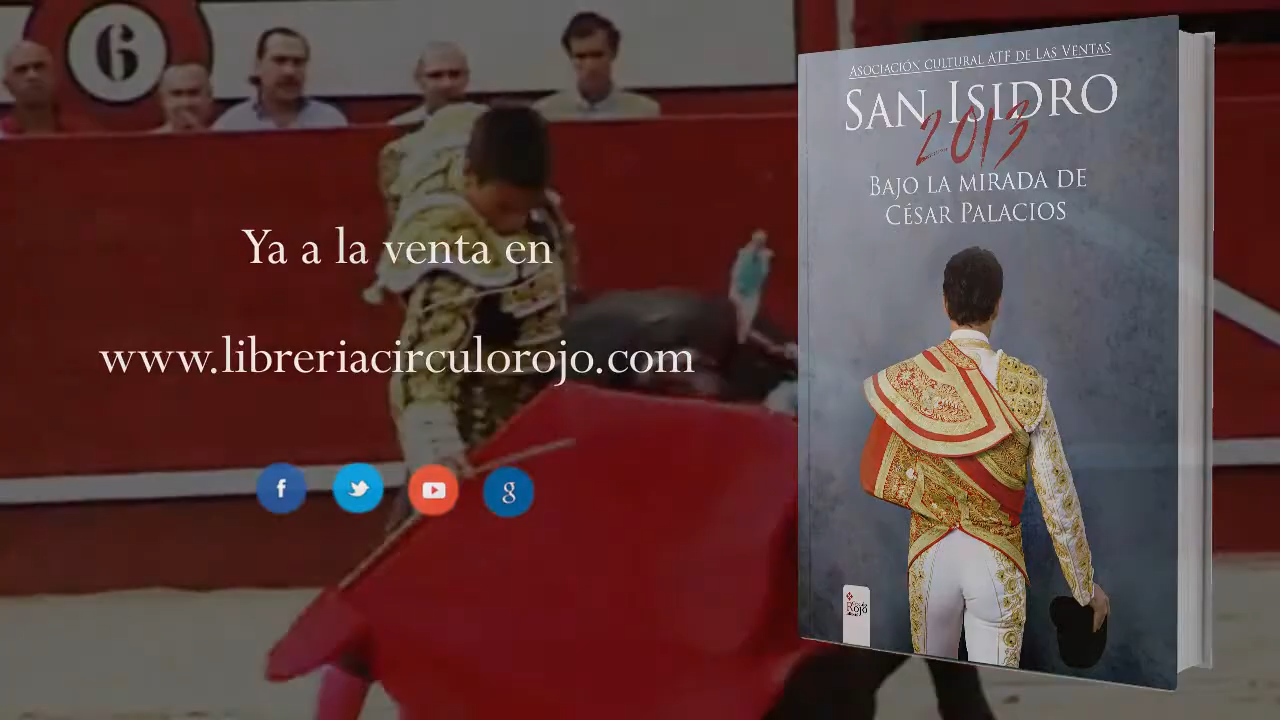 6
Ya a la venta en
www.libreriacirculorojo.com
f
g
ASOCIACIÓN CULTURAL ATF DE LAS VENTAS
SAN ISIDRO
2013
BAJO LA MIRADA DE
CÉSAR PALACIOS
Rojo